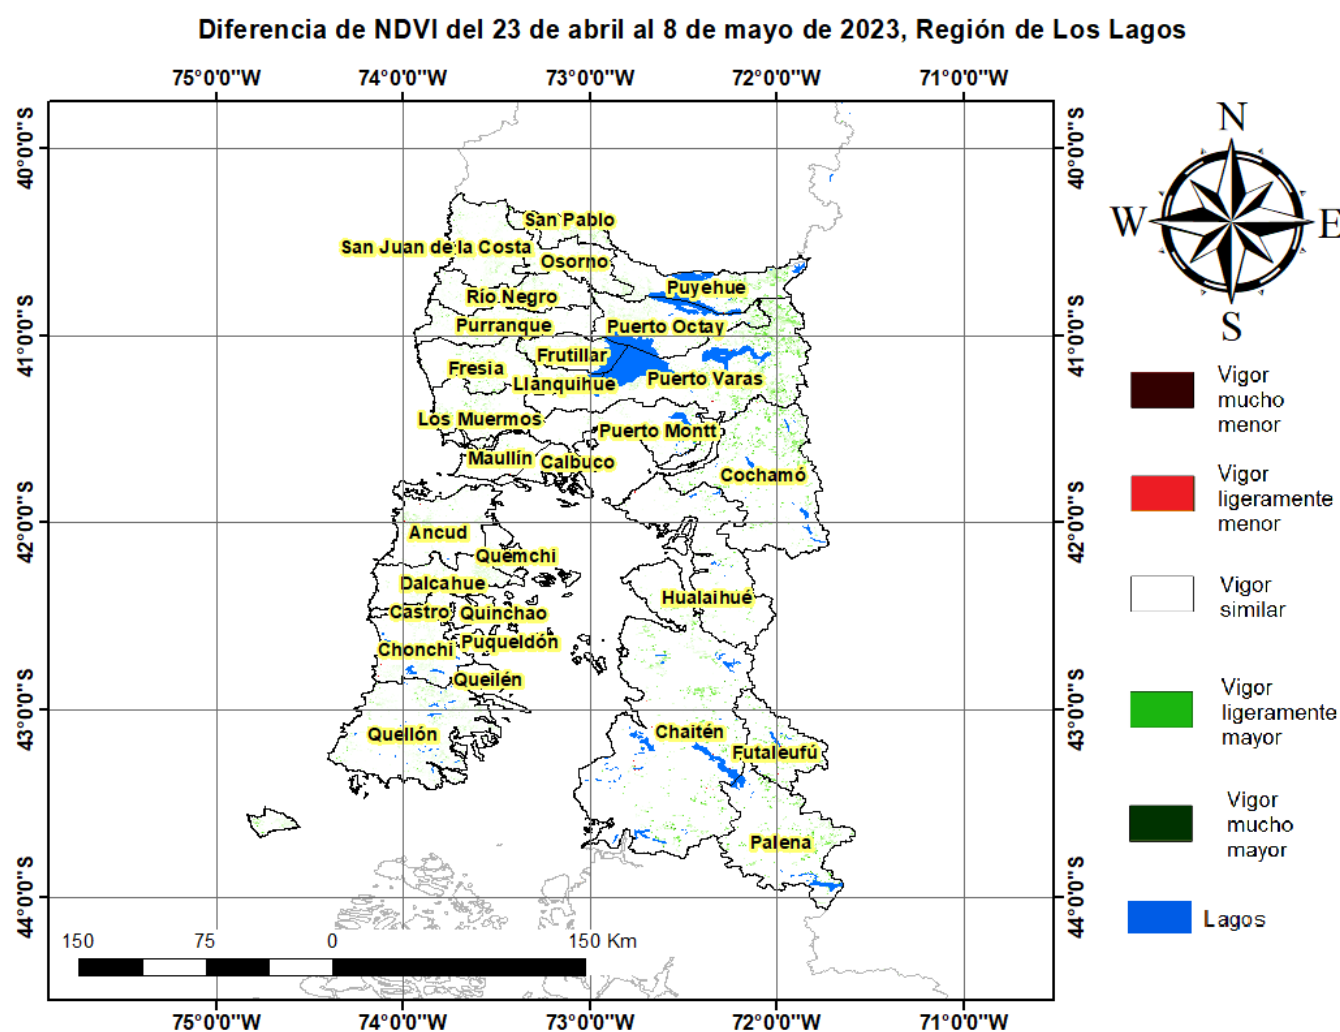 Diferencia de NDVI del 23 de abril al 8 de mayo de 2023, Región de Los Lagos
75°0'0"W 74°0'0"W 73°0'0"W 72°0'0"W 71°0'0"W
40°0'0"S
40°0'0"S
N
W
E
S
San Pablo
San Juan de la Costa
Osorno
Puyehue
Río Negro
Purranque
Puerto Octay
41°0'0"S
41°0'0"S
Frutillar
Fresia
Llanquihue
Puerto Varas
Los Muermos
Puerto Montt
Maullín
Calbuco
Cochamó
42°0'0"S
42°0'0"S
Ancud
Quemchi
Dalcahue
Hualaihué
Castro
Quinchao
Puqueldón
Chonchi
Queilén
43°0'0"S
43°0'0"S
Quellón
Chaitén
Futaleufú
Palena
44°0'0"S
44°0'0"S
Vigor
mucho
menor
Vigor
ligeramente
menor
Vigor
similar
Vigor
ligeramente
mayor
Vigor
mucho
mayor
Lagos
150 75 0 150 Km
75°0'0"W 74°0'0"W 73°0'0"W 72°0'0"W 71°0'0"W